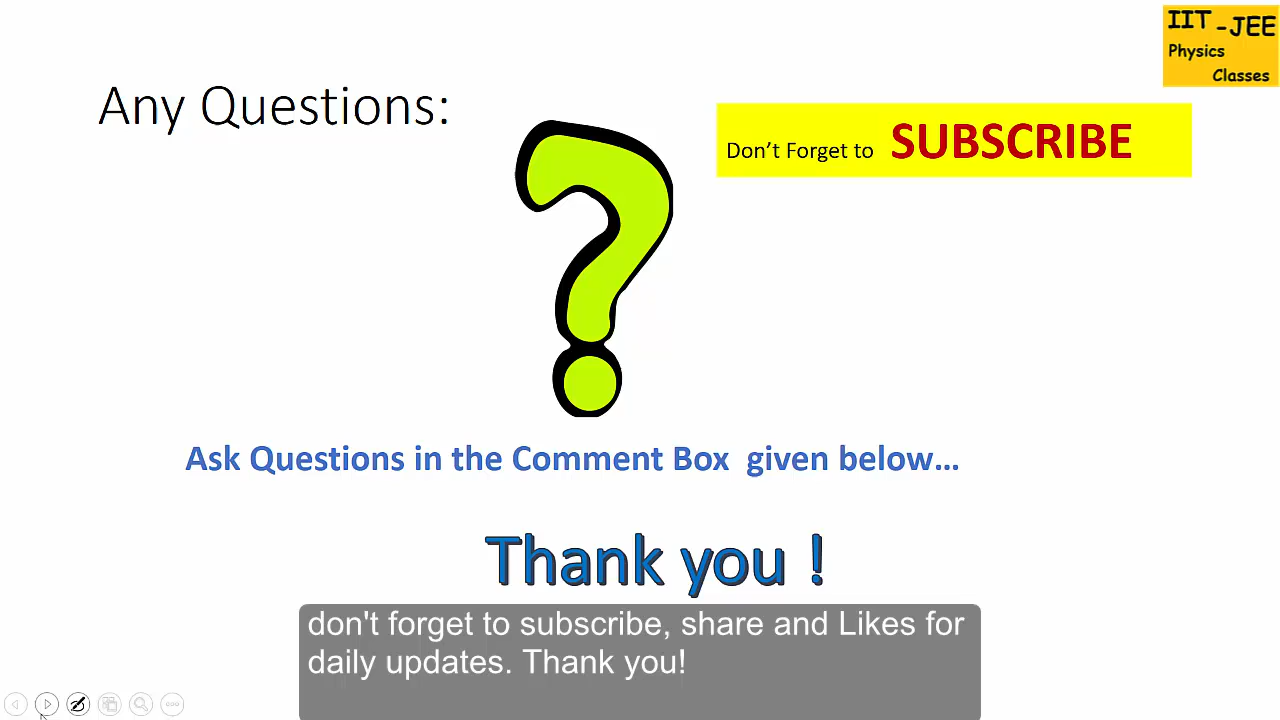 IIT -JEE
Physics
Classes
Any Questions:
Don’t Forget to SUBSCRIBE
?
Ask Questions in the Comment Box given below…
Thank you !
don't forget to subscribe, share and Likes for
daily updates. Thank you!